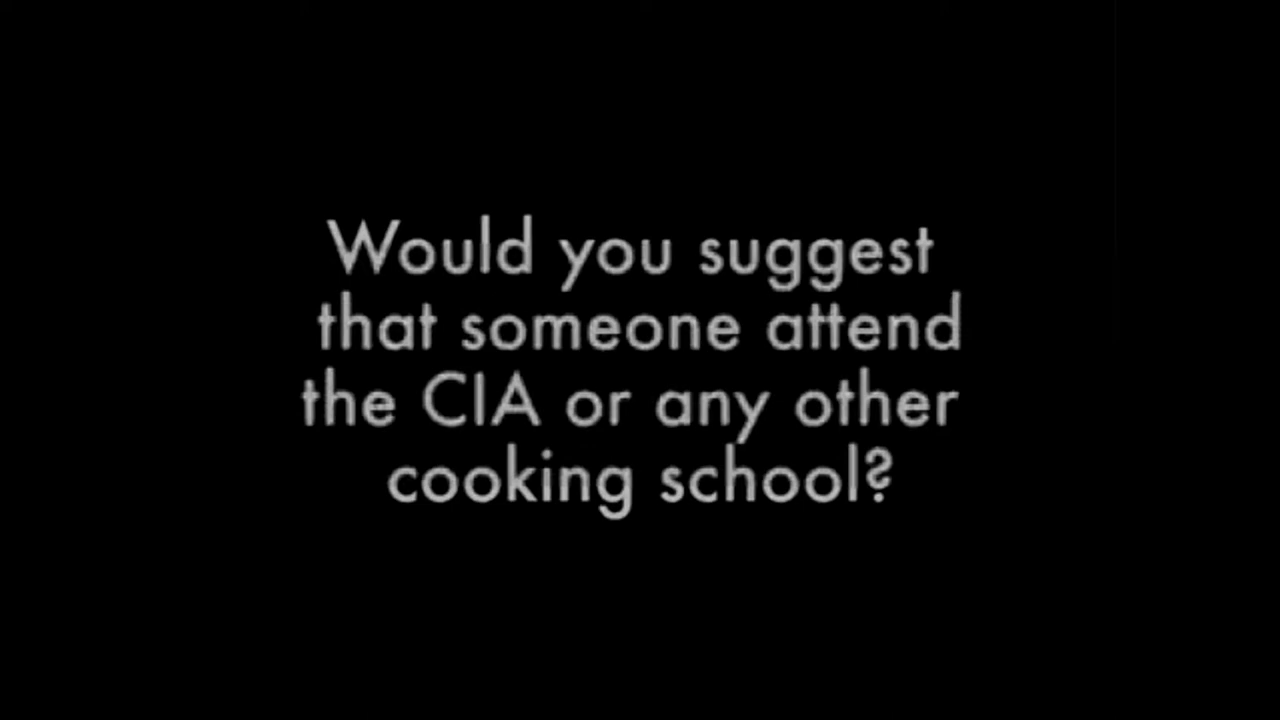 Would you suggest
that someone attend
the CIA or any other
cooking school?